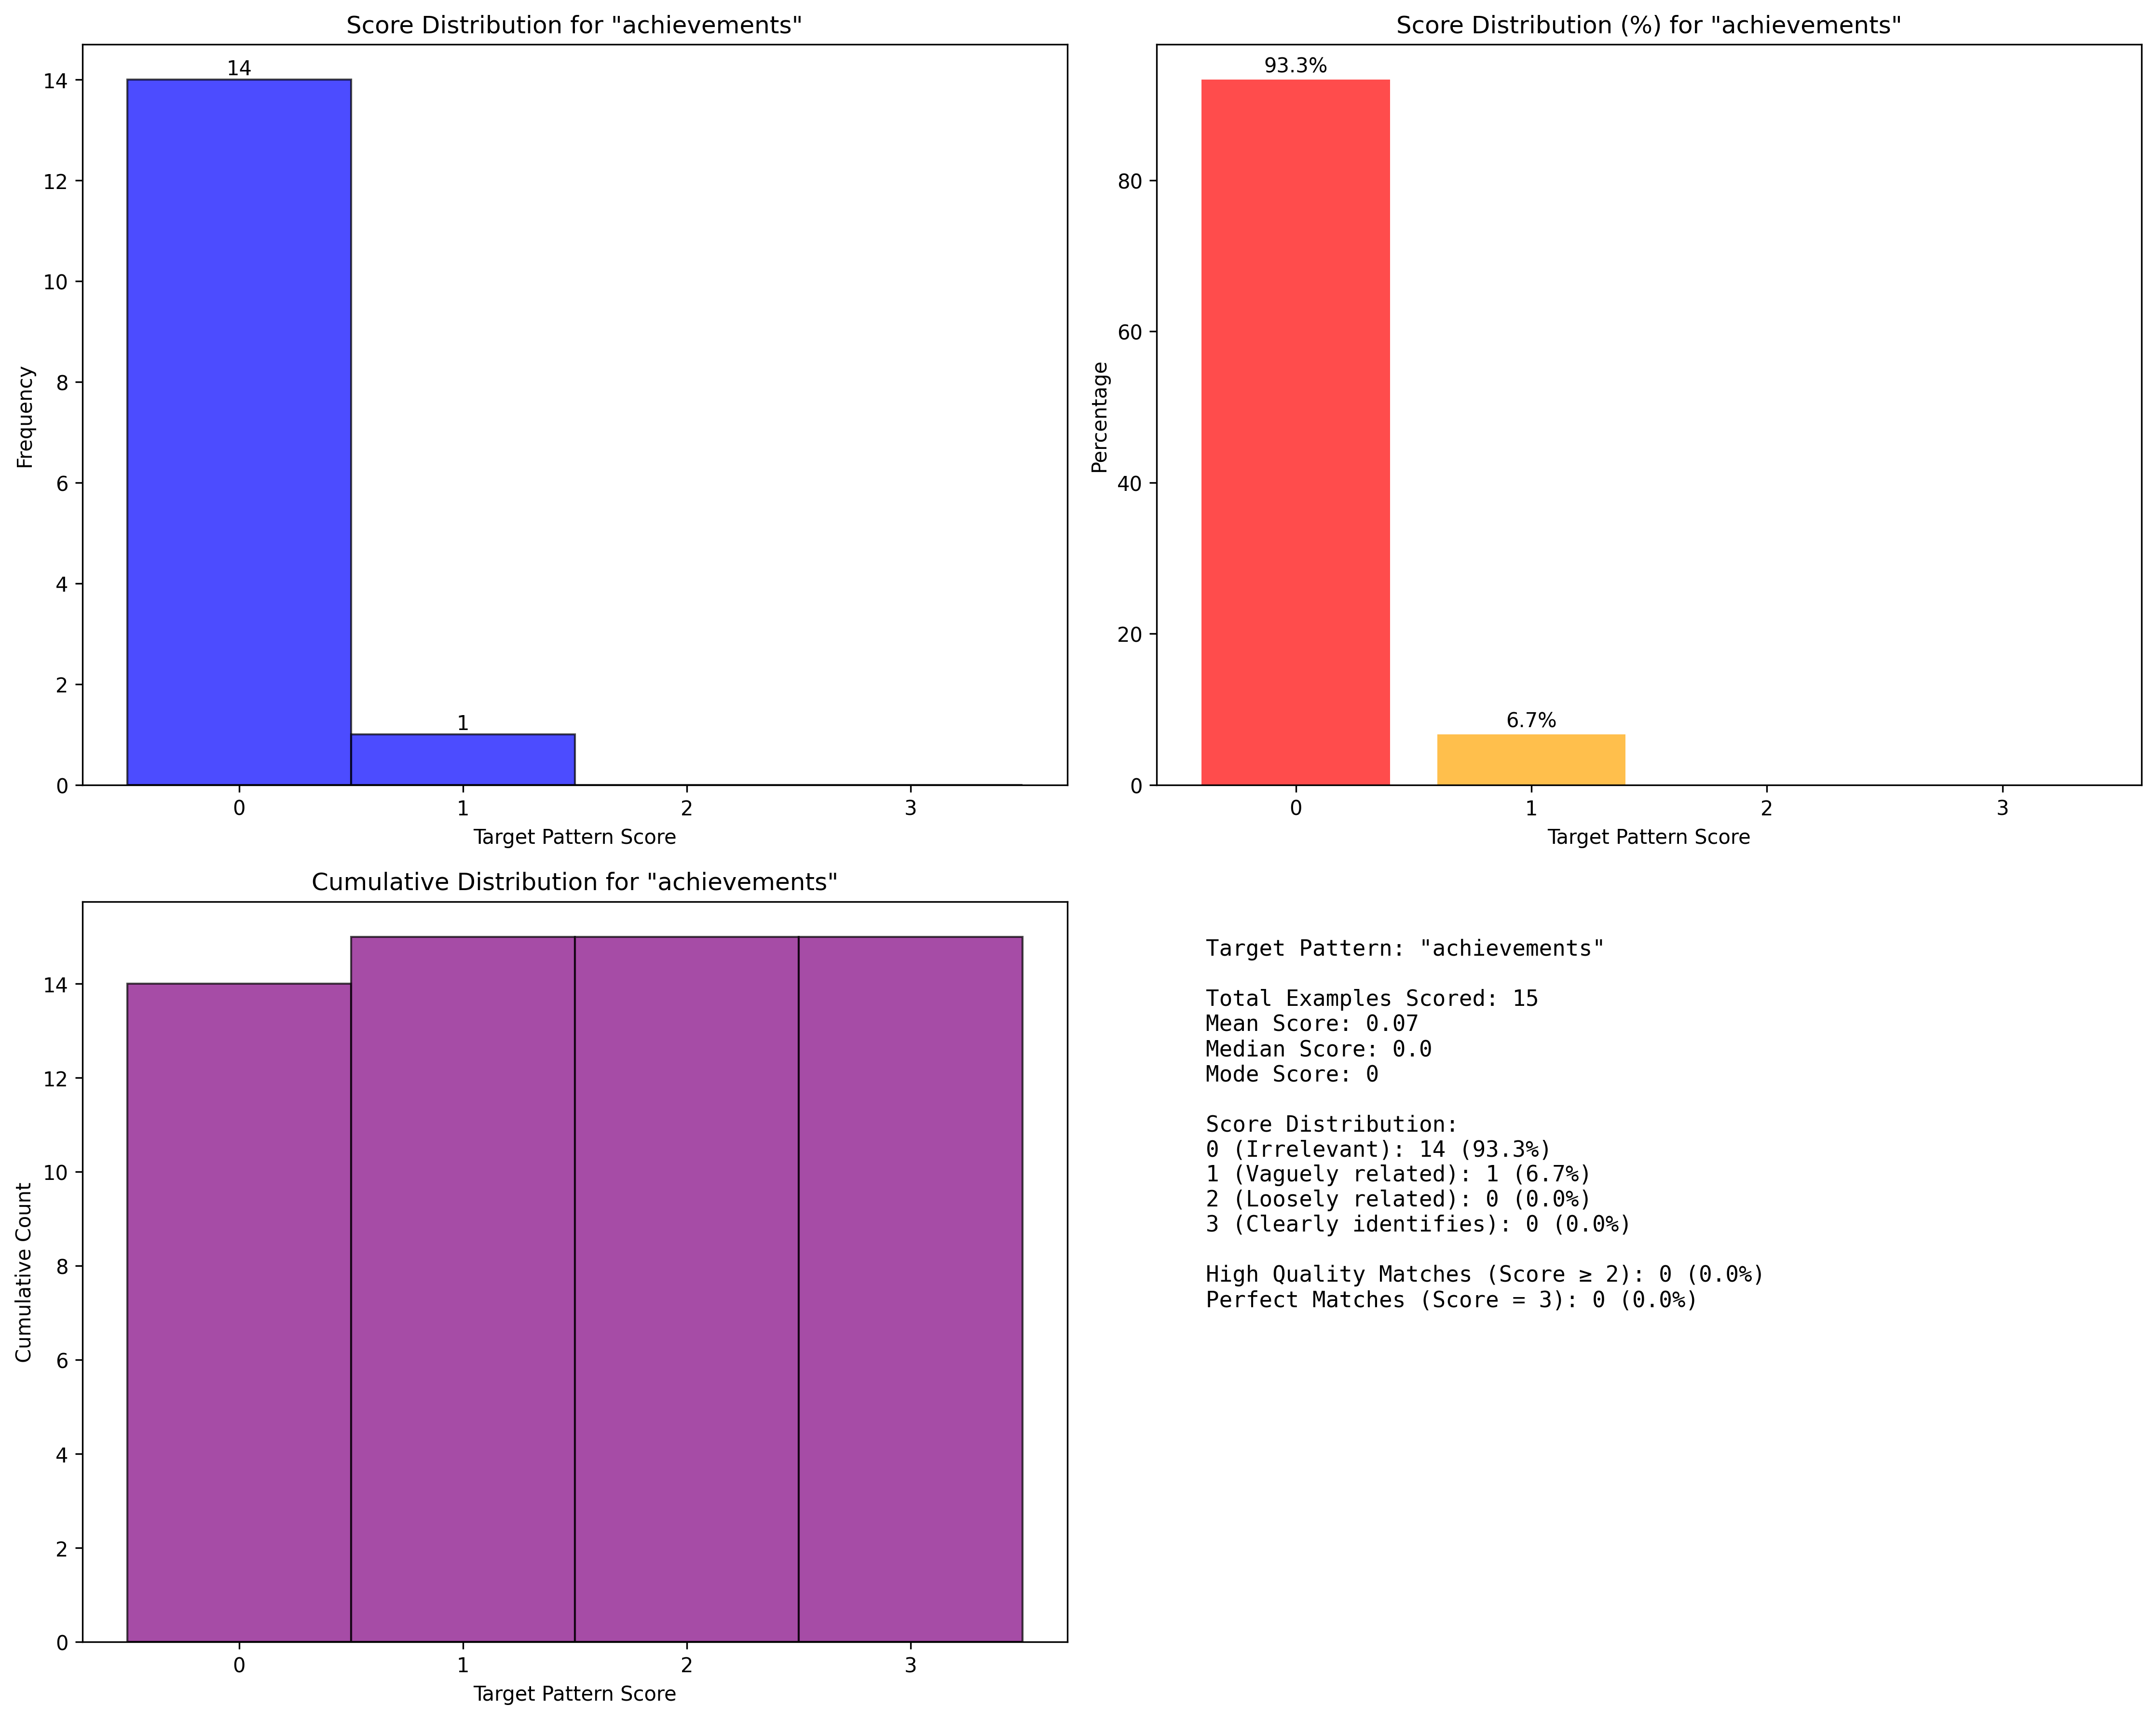 Score Distribution for "achievements"
14
1
14
12
10
8
6
4
2
0
Frequency
0 1 2 3
Target Pattern Score
Score Distribution (%) for "achievements"
93.3%
6.7%
80
60
40
20
0
Percentage
0 1 2 3
Target Pattern Score
Cumulative Distribution for "achievements"
14
12
10
8
6
4
2
0
Cumulative Count
0 1 2 3
Target Pattern Score
Target Pattern: "achievements"
Total Examples Scored: 15
Mean Score: 0.07
Median Score: 0.0
Mode Score: 0
Score Distribution:
0 (Irrelevant): 14 (93.3%)
1 (Vaguely related): 1 (6.7%)
2 (Loosely related): 0 (0.0%)
3 (Clearly identifies): 0 (0.0%)
High Quality Matches (Score ≥ 2): 0 (0.0%)
Perfect Matches (Score = 3): 0 (0.0%)